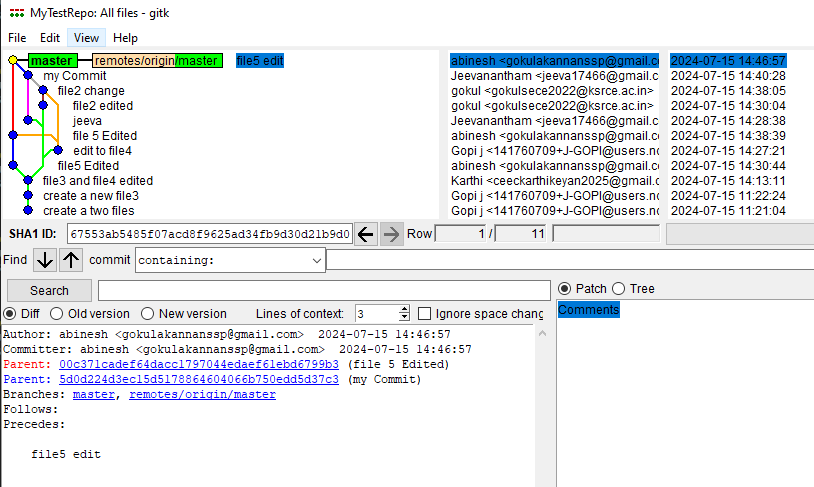 MyTestRepo: All files - gitk
File Edit View Help
master remotes/origin/master file5 edit abinesh <gokulakannanssp@gmail.com 2024-07-15 14:46:57
my Commit Jeevanantham <jeeva17466@gmail.c 2024-07-15 14:40:28
file2 change gokul <gokulsece2022@ksrce.ac.in> 2024-07-15 14:38:05
file2 edited gokul <gokulsece2022@ksrce.ac.in> 2024-07-15 14:30:04
jeeva Jeevanantham <jeeva17466@gmail.c 2024-07-15 14:28:38
file 5 Edited abinesh <gokulakannanssp@gmail.c 2024-07-15 14:38:39
edit to file4 Gopi j <141760709+J-GOPI@users.no 2024-07-15 14:27:21
file5 Edited abinesh <gokulakannanssp@gmail.c 2024-07-15 14:30:44
file3 and file4 edited Karthi <ceeckarthikeyan2025@gmail.c 2024-07-15 14:13:11
create a new file3 Gopi j <141760709+J-GOPI@users.no 2024-07-15 11:22:24
create a two files Gopi j <141760709+J-GOPI@users.no 2024-07-15 11:21:04
SHA1 ID: 67553ab5485f07acd8f9625ad34fb9d30d21b9d0 Row 1 / 11
Find commit containing:
Search
Patch Tree
Diff Old version New version Lines of context: 3 Ignore space chang
Comments
Author: abinesh <gokulakannanssp@gmail.com> 2024-07-15 14:46:57
Committer: abinesh <gokulakannanssp@gmail.com> 2024-07-15 14:46:57
Parent: 00c371cadef64dacc1797044edaef61ebd6799b3 (file 5 Edited)
Parent: 5d0d224d3ec15d5178864604066b750edd5d37c3 (my Commit)
Branches: master, remotes/origin/master
Follows:
Precedes:
file5 edit